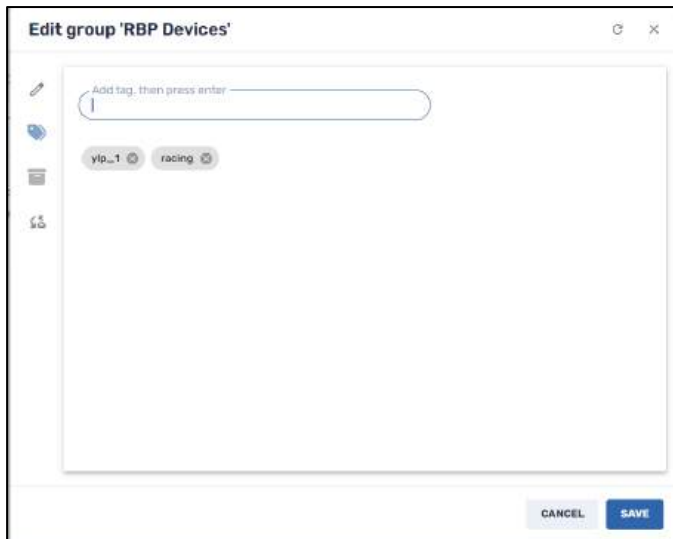 Edit group 'RBP Devices'
Add tag, then press enter
ylp_1 racing
CANCEL SAVE